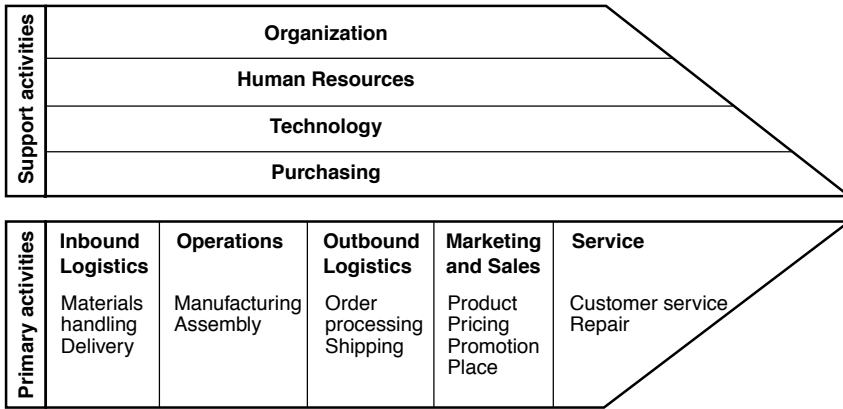 Support activities
Organization
Human Resources
Technology
Purchasing
Primary activities
Inbound
Logistics
Materials
handling
Delivery
Operations
Manufacturing
Assembly
Outbound
Logistics
Order
processing
Shipping
Marketing
and Sales
Product
Pricing
Promotion
Place
Service
Customer service
Repair